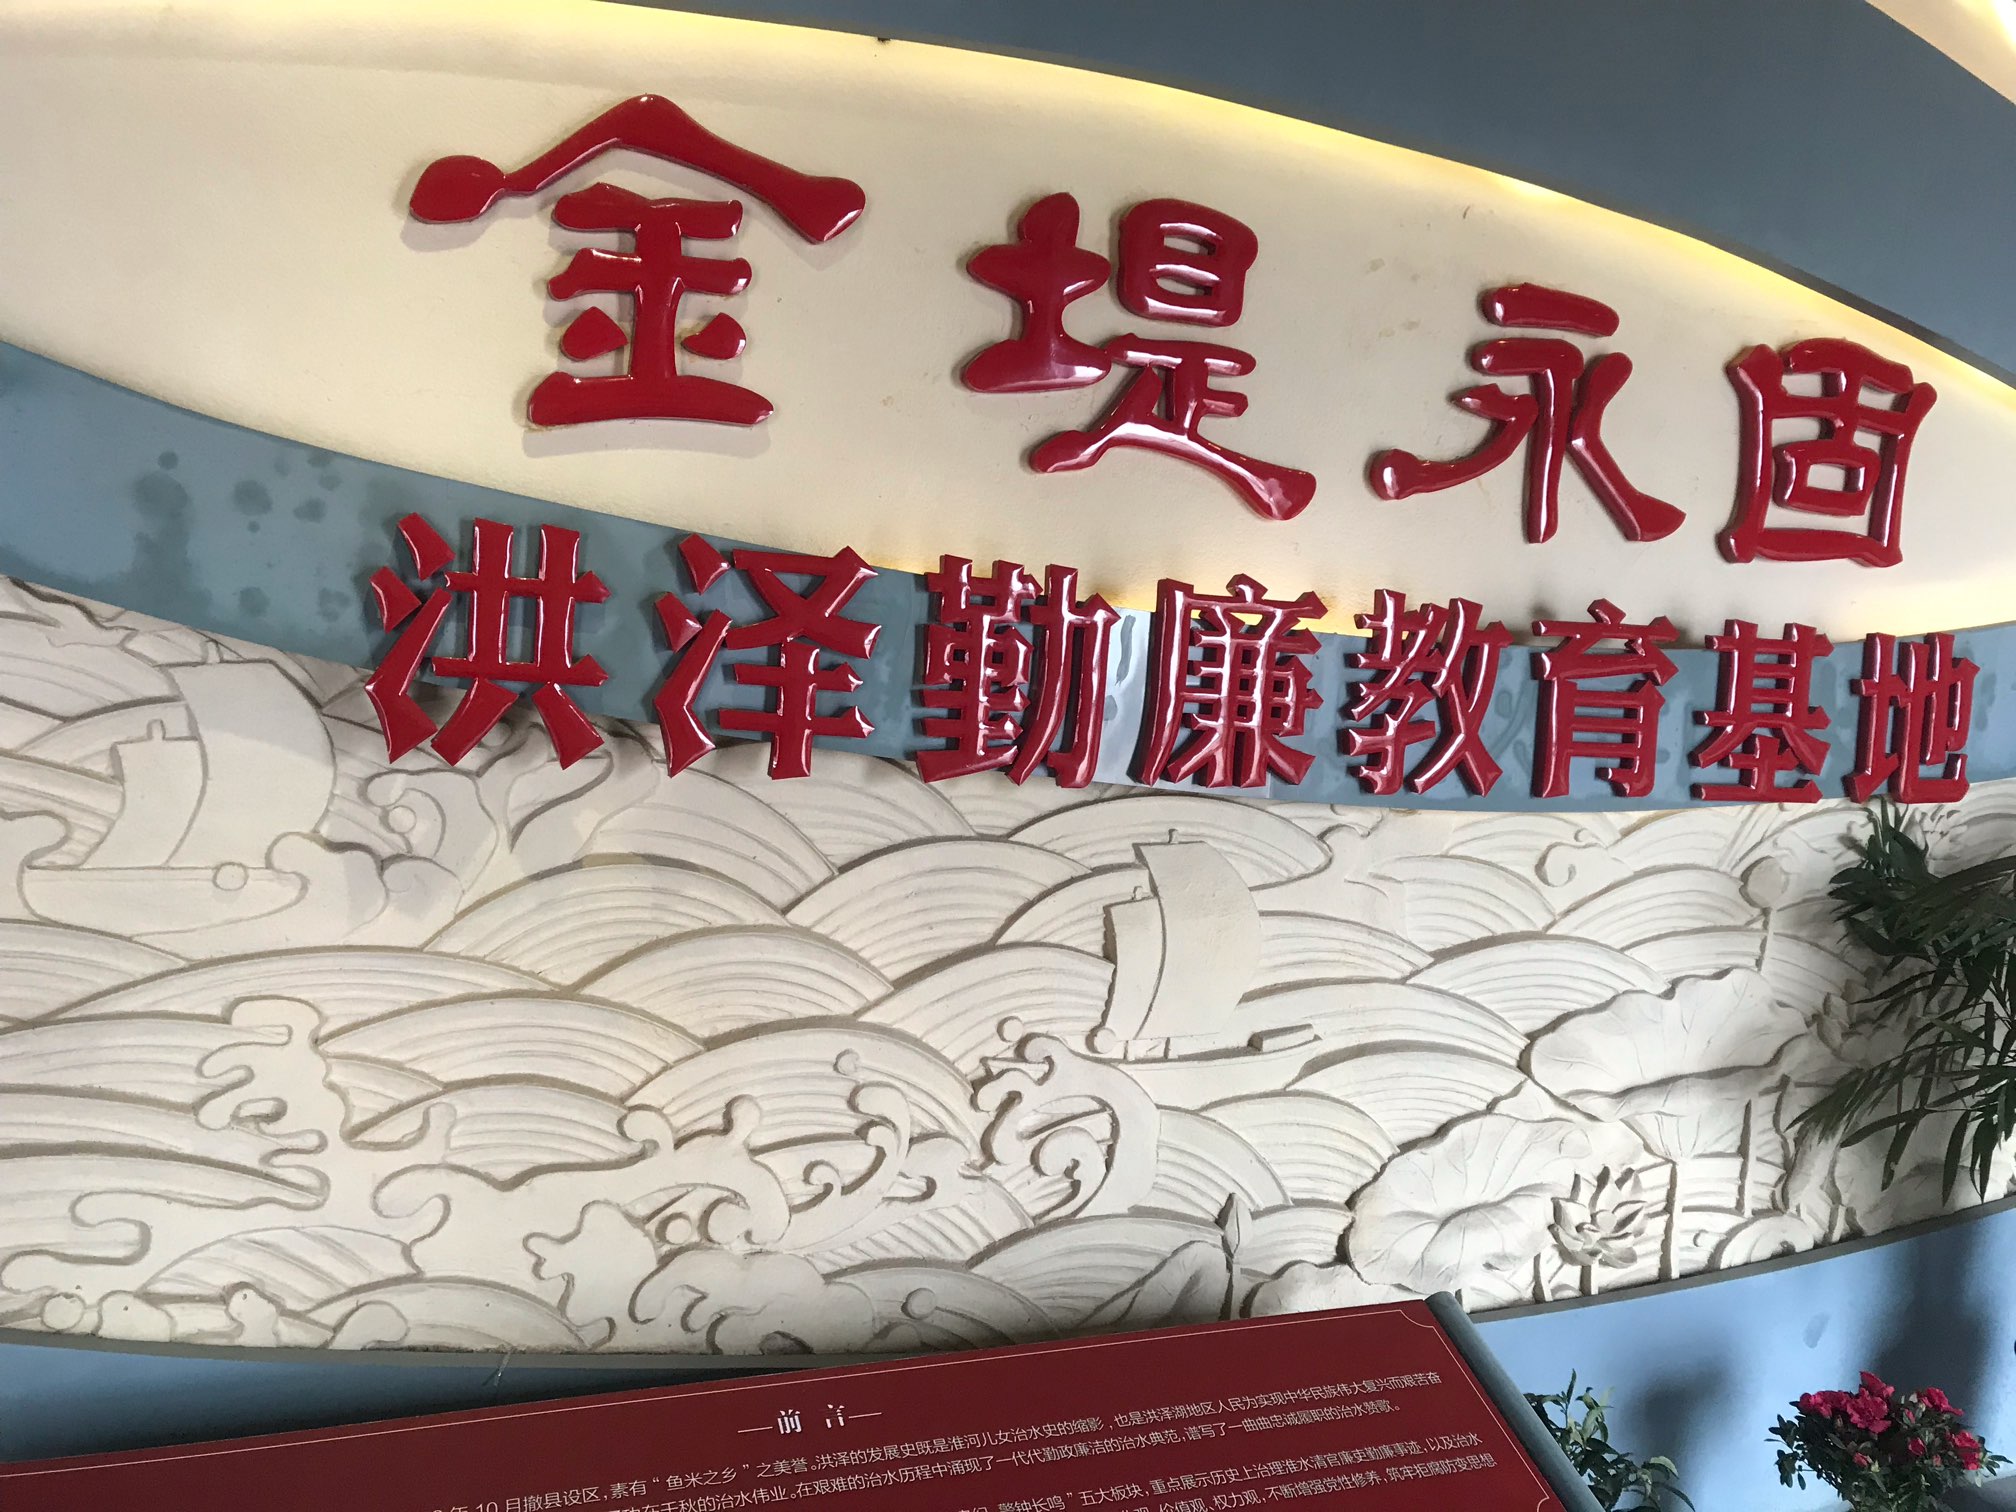 金堤永固
洪泽勤廉教育基地
前 言
年 10 月撤县设区，素有“鱼米之乡”之美誉。洪泽的发展史既是淮河儿女治水史的缩影，也是洪泽湖地区人民为实现中华民族伟大复兴而艰苦奋
在千秋的治水伟业。在艰难的治水历程中涌现了一代代勤政廉洁的治水典范，谱写了一曲曲忠诚履职的治水赞歌。
警钟长鸣”五大板块，重点展示历史上治理淮水清官廉吏勤廉事迹，以及治水
价值观、权力观，不断增强党性修养，筑牢拒腐防变思想